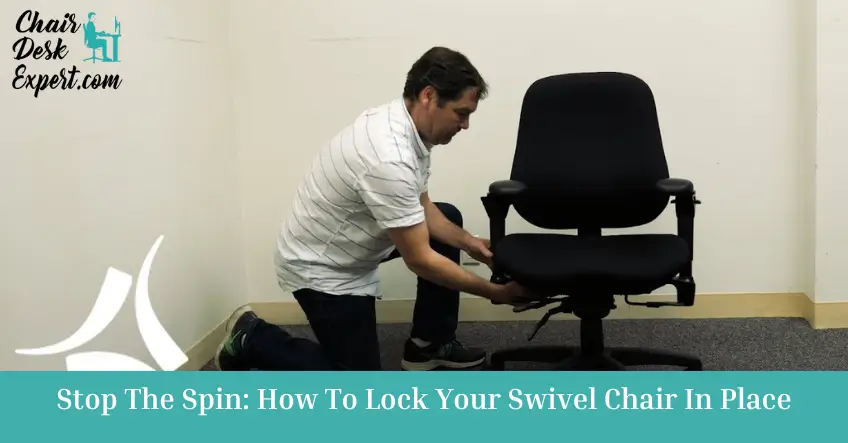 Chair
Desk
Expert.com
Stop The Spin: How To Lock Your Swivel Chair In Place